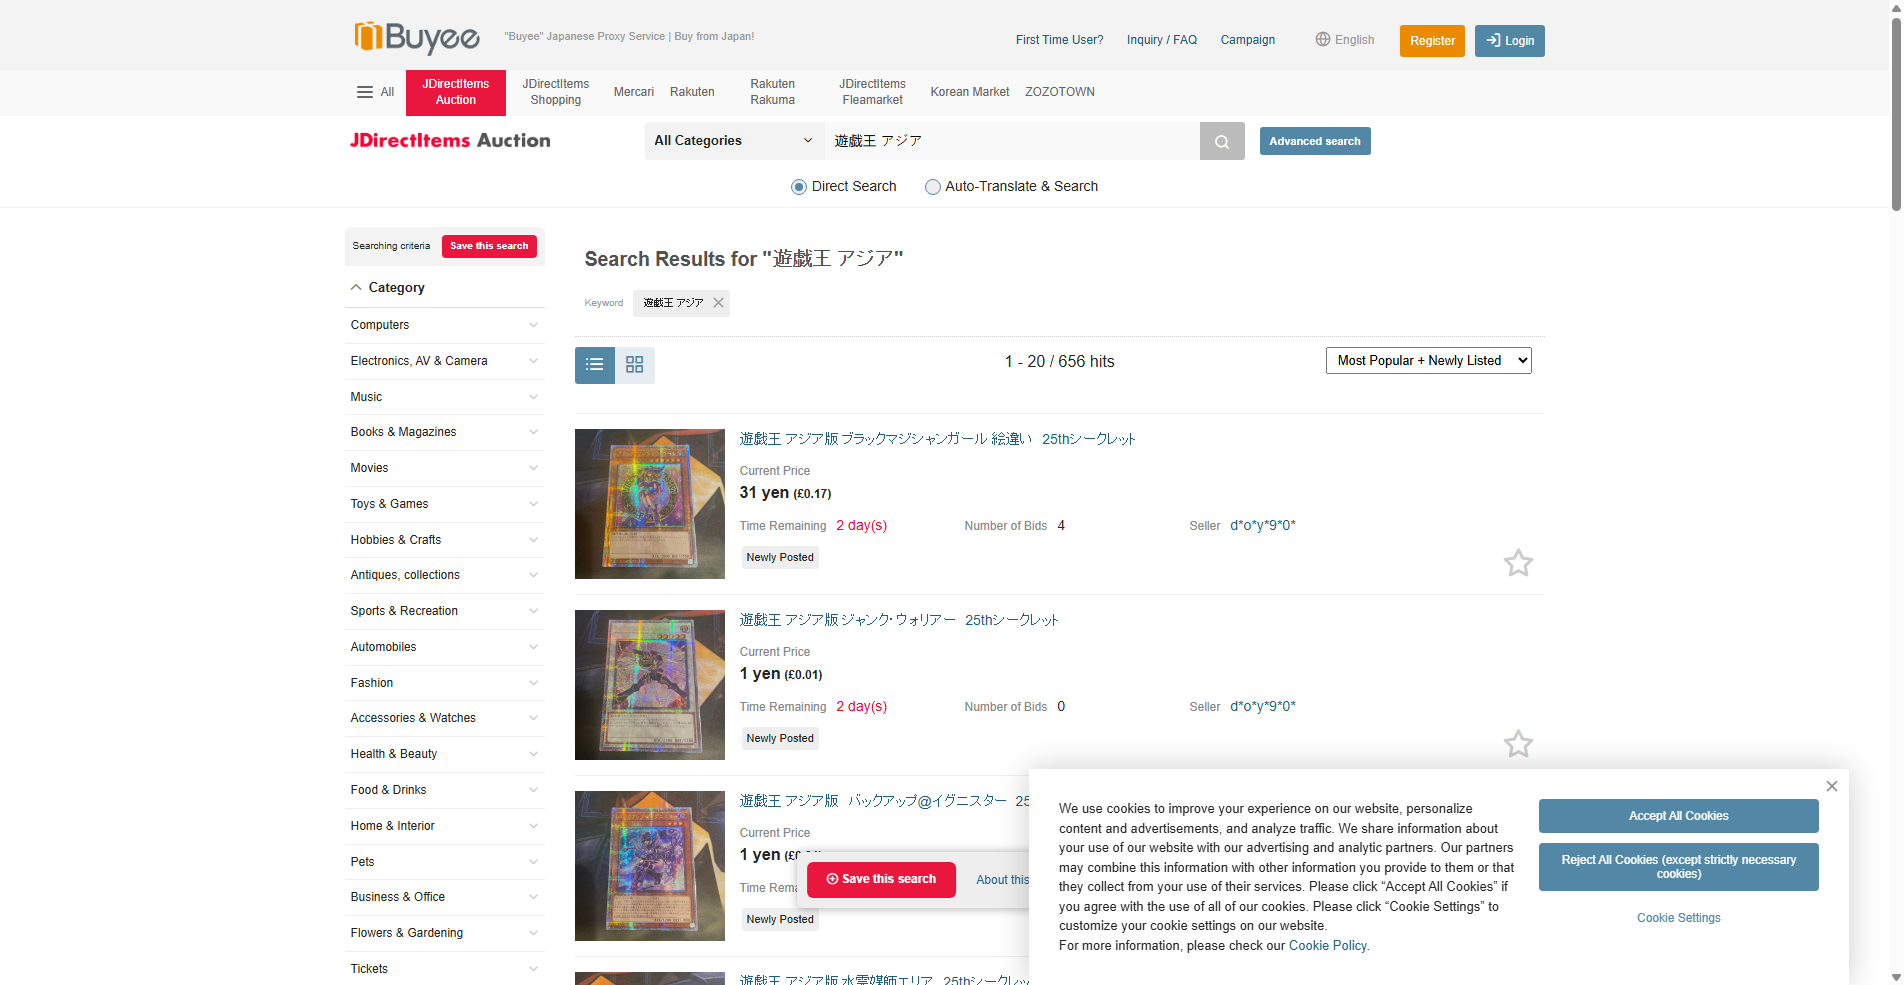 Buyee
"Buyee" Japanese Proxy Service | Buy from Japan!
First Time User?
Inquiry / FAQ
Campaign
English
Register
Login
All
JDirectItems Auction
JDirectItems Shopping
Mercari
Rakuten
Rakuten Rakuma
JDirectItems Fleamarket
Korean Market
ZOZOTOWN
JDirectItems Auction
All Categories
遊戯王 アジア
Advanced search
Direct Search
Auto-Translate & Search
Searching criteria
Save this search
Category
Computers
Electronics, AV & Camera
Music
Books & Magazines
Movies
Toys & Games
Hobbies & Crafts
Antiques, collections
Sports & Recreation
Automobiles
Fashion
Accessories & Watches
Health & Beauty
Food & Drinks
Home & Interior
Pets
Business & Office
Flowers & Gardening
Tickets
Search Results for "遊戯王 アジア"
Keyword
遊戯王 アジア
1 - 20 / 656 hits
Most Popular + Newly Listed
遊戯王 アジア版 ブラックマジシャンガール 絵違い 25thシークレット
Current Price
31 yen (£0.17)
Time Remaining 2 day(s)
Number of Bids 4
Seller d*o*y*9*0*
Newly Posted
遊戯王 アジア版 ジャンク・ウォリアー 25thシークレット
Current Price
1 yen (£0.01)
Time Remaining 2 day(s)
Number of Bids 0
Seller d*o*y*9*0*
Newly Posted
遊戯王 アジア版 バックアップ@イグニスター 25
Current Price
1 yen
Time
Newly Posted
遊戯王 アジア版 水霊媒師エリア 25thシークレッ
Save this search
About this
We use cookies to improve your experience on our website, personalize
content and advertisements, and analyze traffic. We share information about
your use of our website with our advertising and analytic partners. Our partners
may combine this information with other information you provide to them or that
they collect from your use of their services. Please click “Accept All Cookies” if
you agree with the use of all of our cookies. Please click “Cookie Settings” to
customize your cookie settings on our website.
For more information, please check our Cookie Policy.
Accept All Cookies
Reject All Cookies (except strictly necessary
cookies)
Cookie Settings